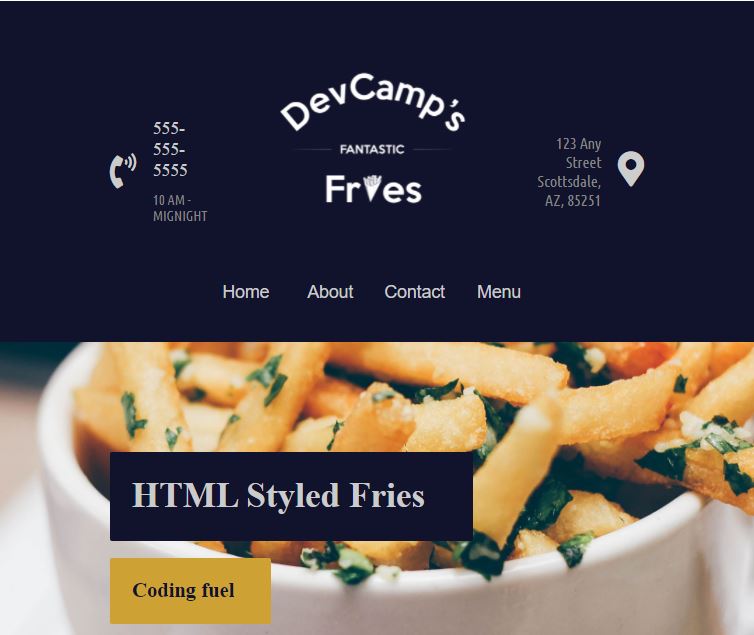 DevCamp's
FANTASTIC
Fries
555-
555-
5555
10 AM -
MIGNIGHT
123 Any
Street
Scottsdale,
AZ, 85251
Home About Contact Menu
HTML Styled Fries
Coding fuel